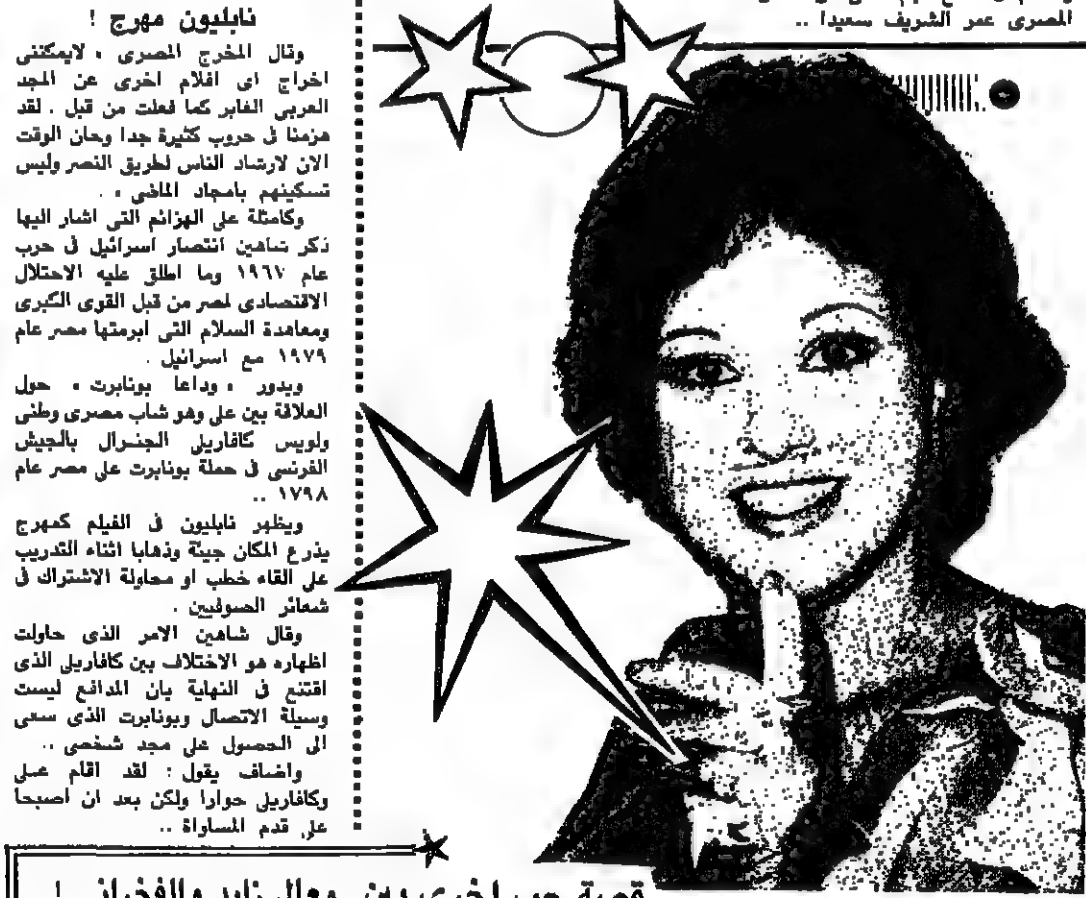 المصرى عمر الشريف سعيدا ..
نابليون مهرج !
وقال المخرج المصرى « لايمكننى
اخراج اى افلام اخرى عن المجد
العربى الغابر كما فعلت من قبل . لقد
هزمنا فى حروب كثيرة جدا وحان الوقت
الان لارشاد الناس لطريق النصر وليس
تسكينهم بامجاد الماضى » .
وكامثلة على الهزائم التى اشار اليها
ذكر شاهين انتصار اسرائيل فى حرب
عام ١٩٦٧ وما اطلق عليه الاحتلال
الاقتصادى لمصر من قبل القوى الكبرى
ومعاهدة السلام التى ابرمتها مصر عام
١٩٧٩ مع اسرائيل .
ويدور « وداعا بونابرت » حول
العلاقة بين على وهو شاب مصرى وطنى
ولويس كافاريلى الجنرال بالجيش
الفرنسى فى حملة بونابرت على مصر عام
١٧٩٨ ..
ويظهر نابليون فى الفيلم كمهرج
يذرع المكان جيئة وذهابا اثناء التدريب
على القاء خطب او محاولة الاشتراك فى
شعائر الصوفيين .
وقال شاهين الامر الذى حاولت
اظهاره هو الاختلاف بين كافاريلى الذى
اقتنع فى النهاية بان المدافع ليست
وسيلة الاتصال وبونابرت الذى سعى
الى الحصول على مجد شخصى ..
واضاف يقول : لقد اقام على
وكافاريلى حوارا ولكن بعد ان اصبحا
على قدم المساواة ..
قصة حب اخرى بين معالى زايد والفخرانى !